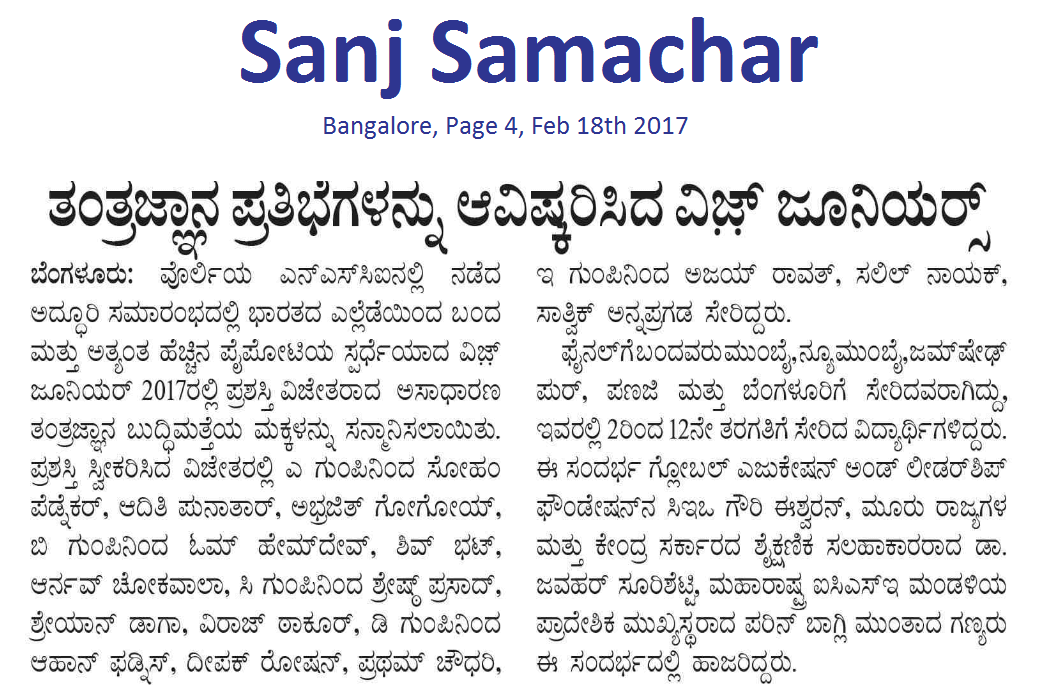 Sanj Samachar
Bangalore, Page 4, Feb 18th 2017
ತಂತ್ರಜ್ಞಾನ ಪ್ರತಿಭೆಗಳನ್ನು ಆವಿಷ್ಕರಿಸಿದ ವಿಜ಼್ ಜೂನಿಯರ್ಸ್
ಬೆಂಗಳೂರು: ವೊರ್ಲಿಯ ಎನ್ಎಸ್‌ಸಿಐನಲ್ಲಿ ನಡೆದ
ಅದ್ಧೂರಿ ಸಮಾರಂಭದಲ್ಲಿ ಭಾರತದ ಎಲ್ಲೆಡೆಯಿಂದ ಬಂದ
ಮತ್ತು ಅತ್ಯಂತ ಹೆಚ್ಚಿನ ಪೈಪೋಟಿಯ ಸ್ಪರ್ಧೆಯಾದ ವಿಜ಼್
ಜೂನಿಯರ್ 2017ರಲ್ಲಿ ಪ್ರಶಸ್ತಿ ವಿಜೇತರಾದ ಅಸಾಧಾರಣ
ತಂತ್ರಜ್ಞಾನ ಬುದ್ಧಿಮತ್ತೆಯ ಮಕ್ಕಳನ್ನು ಸನ್ಮಾನಿಸಲಾಯಿತು.
ಪ್ರಶಸ್ತಿ ಸ್ವೀಕರಿಸಿದ ವಿಜೇತರಲ್ಲಿ ಎ ಗುಂಪಿನಿಂದ ಸೋಹಂ
ಪೆಡ್ನೆಕರ್, ಆದಿತಿ ಪುನಾತಾರ್, ಅಭ್ರಜಿತ್ ಗೋಗೋಯ್,
ಬಿ ಗುಂಪಿನಿಂದ ಓಮ್ ಹೇಮ್‌ದೇವ್, ಶಿವ್ ಭಟ್,
ಆರ್ನವ್ ಚೋಕವಾಲಾ, ಸಿ ಗುಂಪಿನಿಂದ ಶ್ರೇಷ್ಠ್ ಪ್ರಸಾದ್,
ಶ್ರೇಯಾನ್ ಡಾಗಾ, ವಿರಾಜ್ ಠಾಕೂರ್, ಡಿ ಗುಂಪಿನಿಂದ
ಆಹಾನ್ ಫಡ್ನಿಸ್, ದೀಪಕ್ ರೋಷನ್, ಪ್ರಥಮ್ ಚೌಧರಿ,
ಇ ಗುಂಪಿನಿಂದ ಅಜಯ್ ರಾವತ್, ಸಲಿಲ್ ನಾಯಕ್,
ಸಾತ್ವಿಕ್ ಅನ್ನಪ್ರಗಡ ಸೇರಿದ್ದರು.
ಫೈನಲ್‌ಗೆ ಬಂದವರು ಮುಂಬೈ, ನ್ಯೂ ಮುಂಬೈ, ಜಮ್‌ಷೇಢ್
ಪುರ್, ಪಣಜಿ ಮತ್ತು ಬೆಂಗಳೂರಿಗೆ ಸೇರಿದವರಾಗಿದ್ದು,
ಇವರಲ್ಲಿ 2ರಿಂದ 12ನೇ ತರಗತಿಗೆ ಸೇರಿದ ವಿದ್ಯಾರ್ಥಿಗಳಿದ್ದರು.
ಈ ಸಂದರ್ಭ ಗ್ಲೋಬಲ್ ಎಜುಕೇಷನ್ ಅಂಡ್ ಲೀಡರ್‌ಶಿಪ್
ಫೌಂಡೇಷನ್‌ನ ಸಿಇಒ ಗೌರಿ ಈಶ್ವರನ್, ಮೂರು ರಾಜ್ಯಗಳ
ಮತ್ತು ಕೇಂದ್ರ ಸರ್ಕಾರದ ಶೈಕ್ಷಣಿಕ ಸಲಹಾಕಾರರಾದ ಡಾ.
ಜವಹರ್ ಸೂರಿಶೆಟ್ಟಿ, ಮಹಾರಾಷ್ಟ್ರ ಐಸಿಎಸ್‌ಇ ಮಂಡಳಿಯ
ಪ್ರಾದೇಶಿಕ ಮುಖ್ಯಸ್ಥರಾದ ಪರಿನ್ ಬಾಗ್ಲಿ ಮುಂತಾದ ಗಣ್ಯರು
ಈ ಸಂದರ್ಭದಲ್ಲಿ ಹಾಜರಿದ್ದರು.